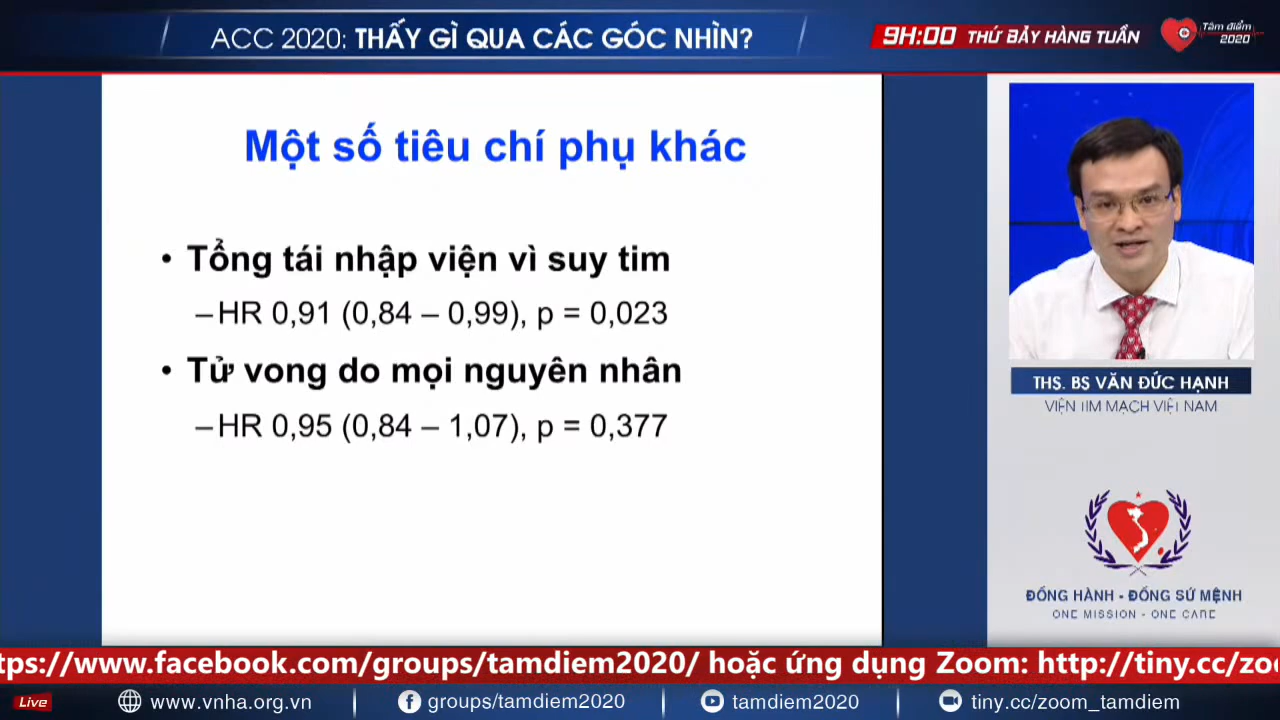 ACC 2020: THẤY GÌ QUA CÁC GÓC NHÌN?
9H:00 THỨ BẢY HÀNG TUẦN
Tâm điểm
2020
Một số tiêu chí phụ khác
• Tổng tái nhập viện vì suy tim
– HR 0,91 (0,84 – 0,99), p = 0,023
• Tử vong do mọi nguyên nhân
– HR 0,95 (0,84 – 1,07), p = 0,377
THS. BS VĂN ĐỨC HẠNH
VIỆN TIM MẠCH VIỆT NAM
ĐỒNG HÀNH - ĐỒNG SỨ MỆNH
ONE MISSION - ONE CARE
tps://www.facebook.com/groups/tamdiem2020/ hoặc ứng dụng Zoom: http://tiny.cc/zoo
Live
www.vnha.org.vn
groups/tamdiem2020
tamdiem2020
tiny.cc/zoom_tamdiem